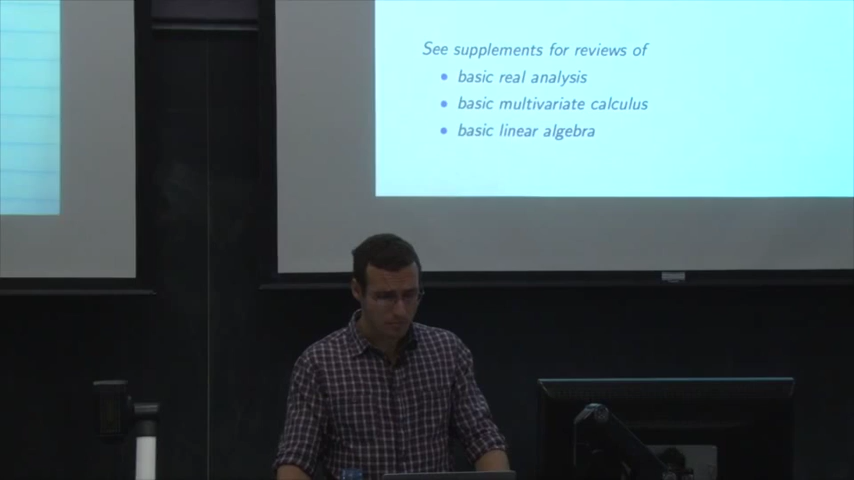 See supplements for reviews of
• basic real analysis
• basic multivariate calculus
• basic linear algebra